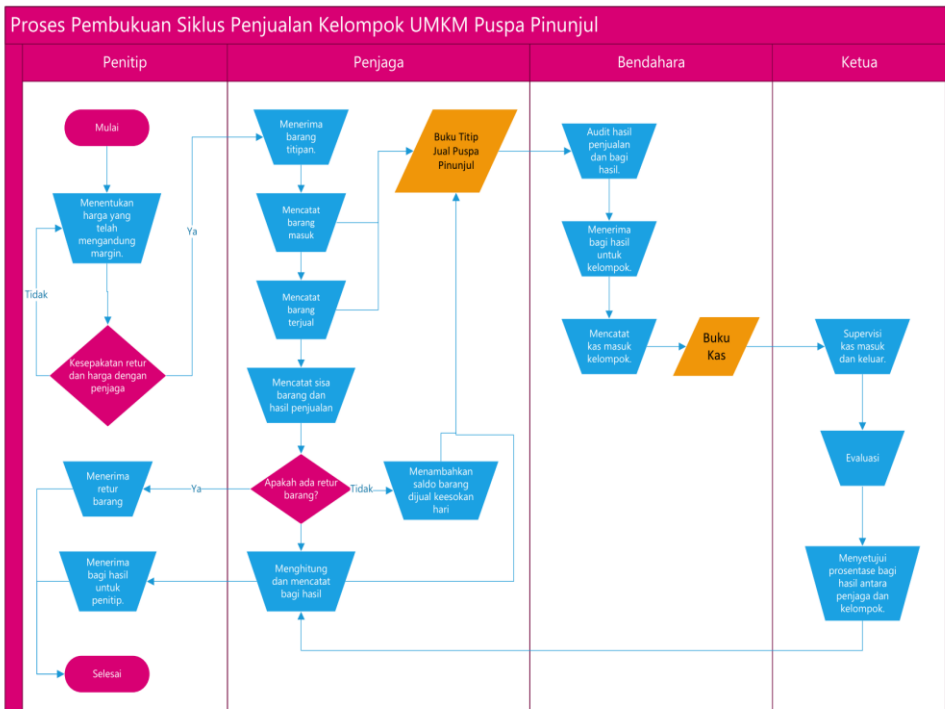 Proses Pembukuan Siklus Penjualan Kelompok UMKM Puspa Pinunjul
Penitip
Penjaga
Bendahara
Ketua
Mulai
Menentukan
harga yang
telah
mengandung
margin.
Tidak
Kesepakatan retur
dan harga dengan
penjaga
Ya
Menerima
retur
barang
Menerima
bagi hasil
untuk
penitip.
Selesai
Menerima
barang
titipan.
Mencatat
barang
masuk
Mencatat
barang
terjual
Mencatat sisa
barang dan
hasil penjualan
Apakah ada retur
barang?
Ya
Tidak
Menambahkan
saldo barang
dijual keesokan
hari
Menghitung
dan mencatat
bagi hasil
Buku Titip
Jual Puspa
Pinunjul
Audit hasil
penjualan
dan bagi
hasil.
Menerima
bagi hasil
untuk
kelompok.
Mencatat
kas masuk
kelompok.
Buku
Kas
Supervisi
kas masuk
dan keluar.
Evaluasi
Menyetujui
prosentase bagi
hasil antara
penjaga dan
kelompok.